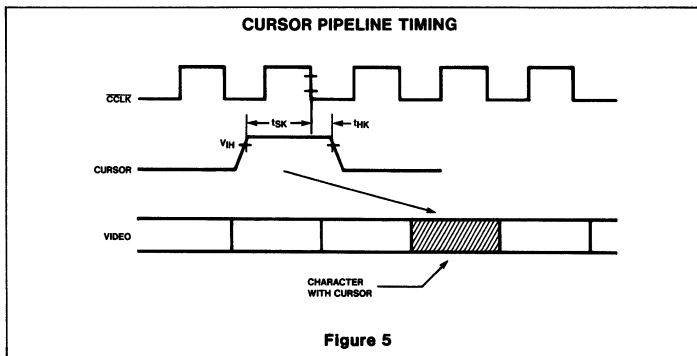 CURSOR PIPELINE TIMING
CCLK
tSK
tHK
VIH
CURSOR
VIDEO
CHARACTER
WITH CURSOR
Figure 5